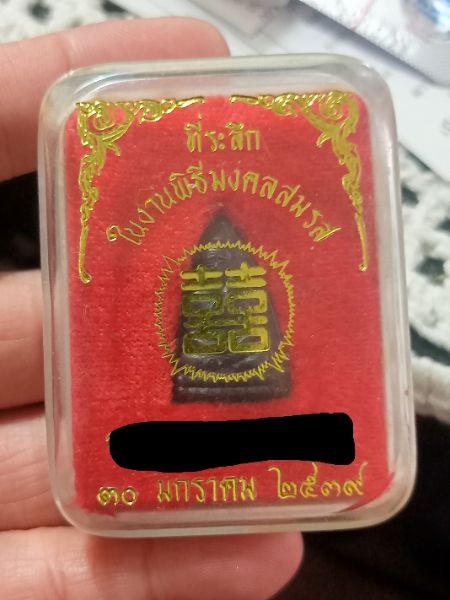 ที่ระลึก
ในงานพิธีมงคลสมรส
囍
๓๐ มกราคม ๒๕๓๙